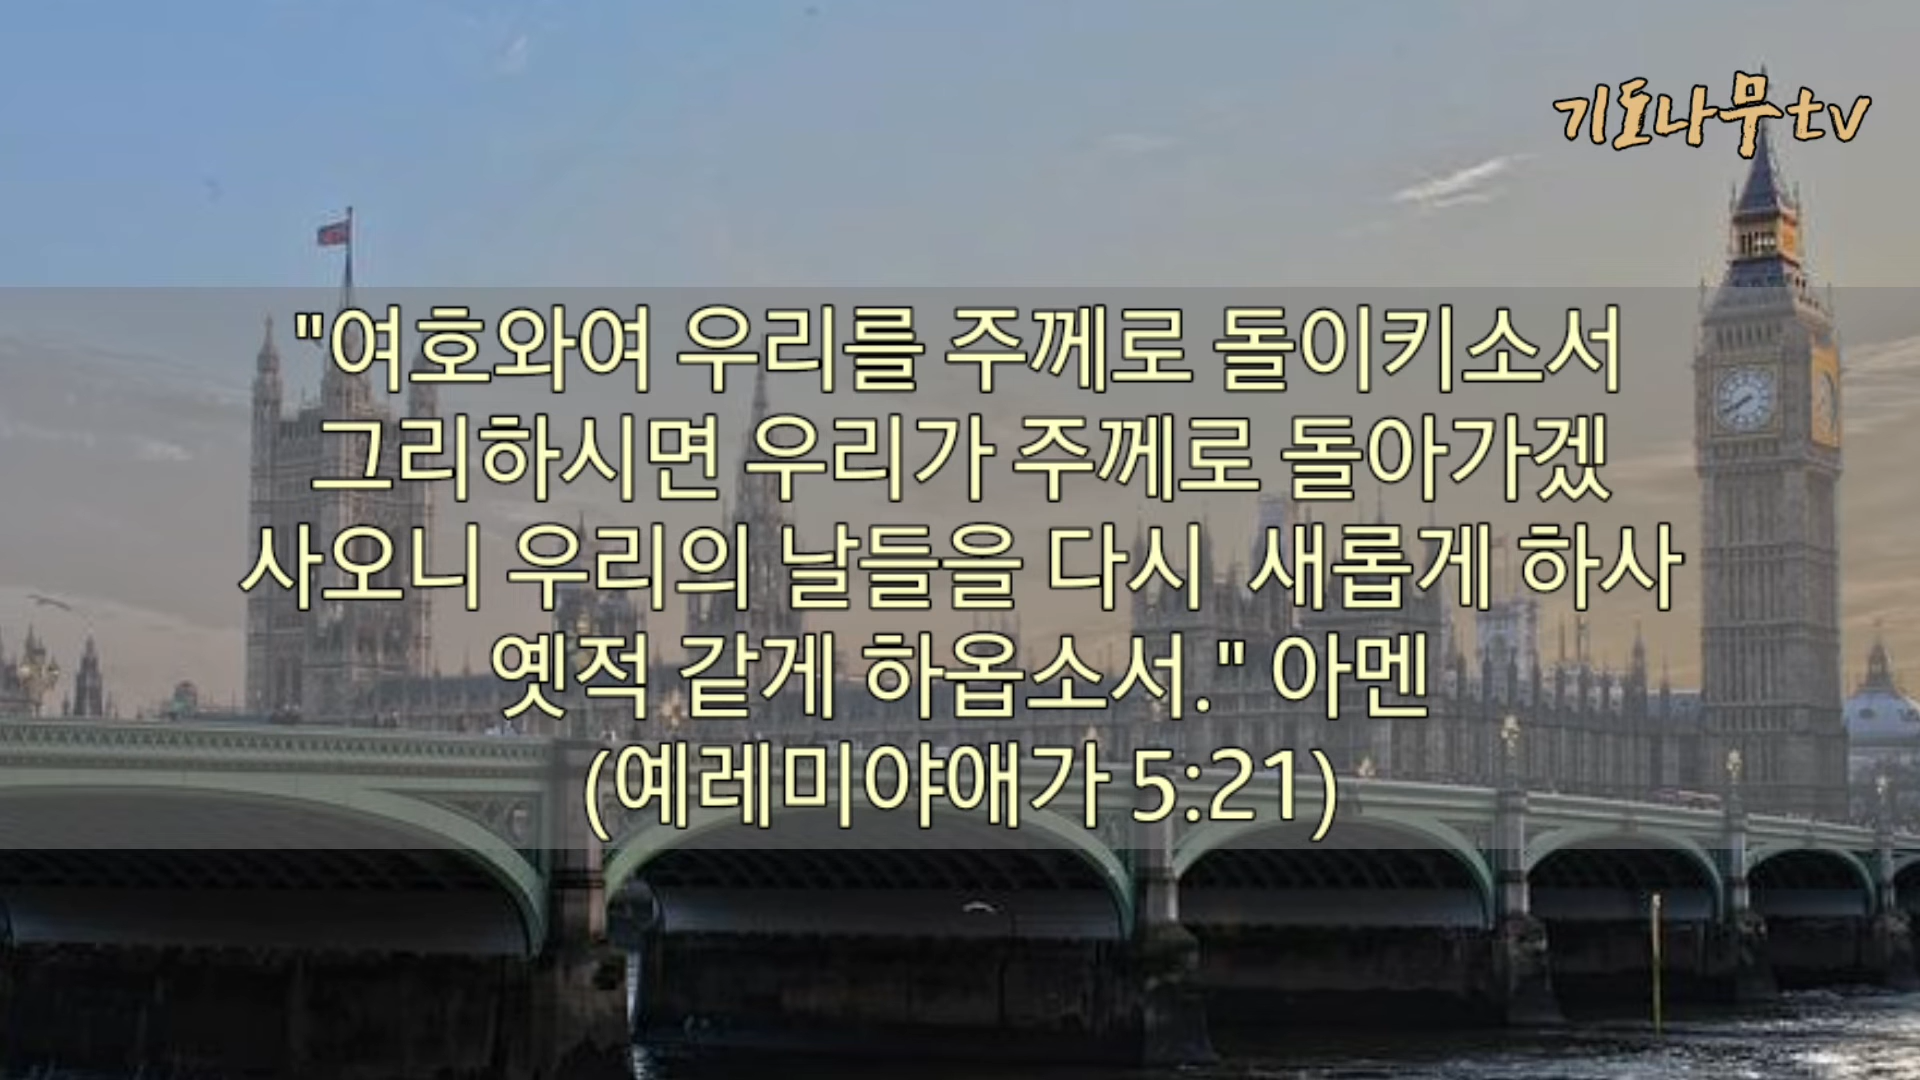 기도나무tv
"여호와여 우리를 주께로 돌이키소서
그리하시면 우리가 주께로 돌아가겠
사오니 우리의 날들을 다시 새롭게 하사
옛적 같게 하옵소서." 아멘
(예레미야애가 5:21)